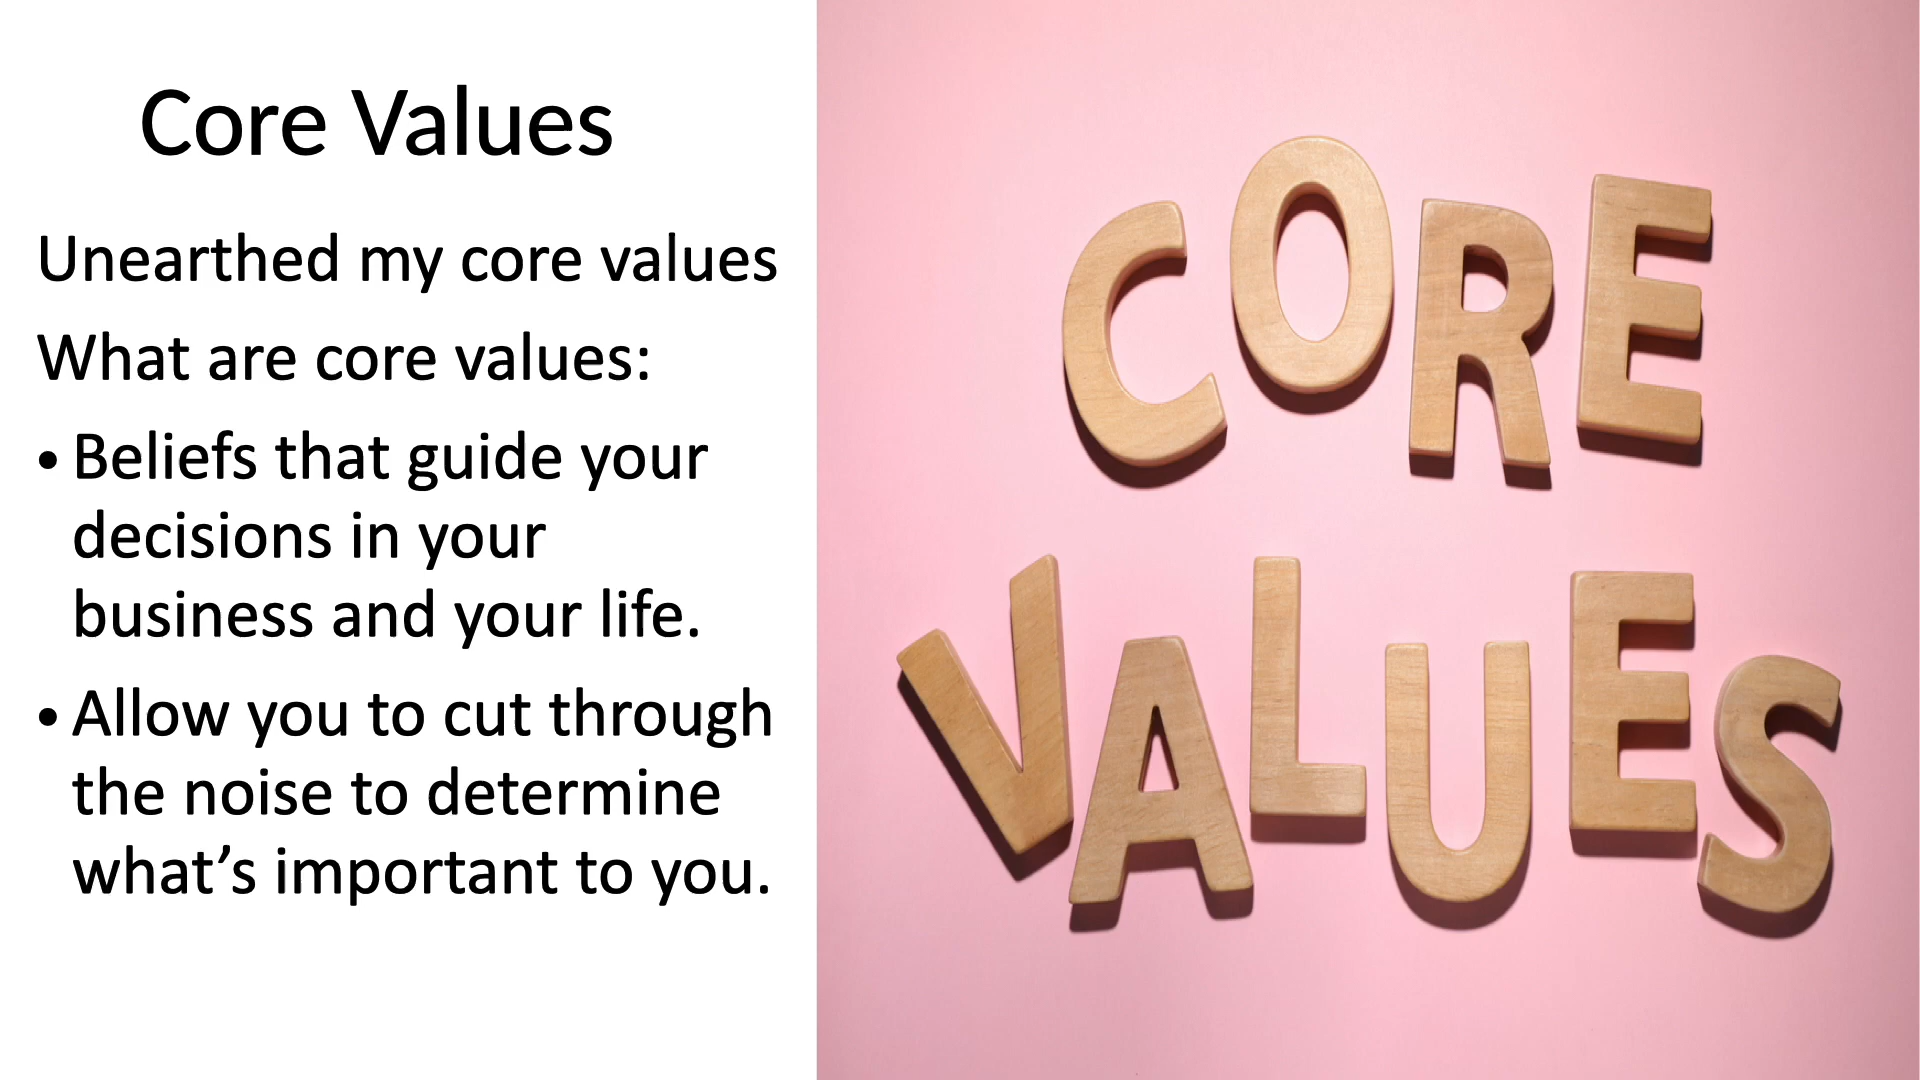 Core Values
Unearthed my core values
What are core values:
• Beliefs that guide your
decisions in your
business and your life.
• Allow you to cut through
the noise to determine
what’s important to you.
CORE
VALUES